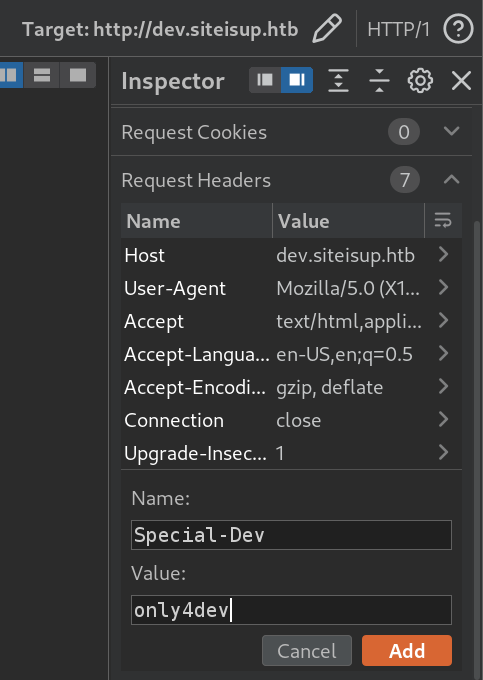 Target: http://dev.siteisup.htb HTTP/1 ?
Inspector
Request Cookies 0
Request Headers 7
Name Value
Host dev.siteisup.htb
User-Agent Mozilla/5.0 (X1...
Accept text/html,appli...
Accept-Langua... en-US,en;q=0.5
Accept-Encodi... gzip, deflate
Connection close
Upgrade-Insec... 1
Name:
Special-Dev
Value:
only4dev
Cancel Add